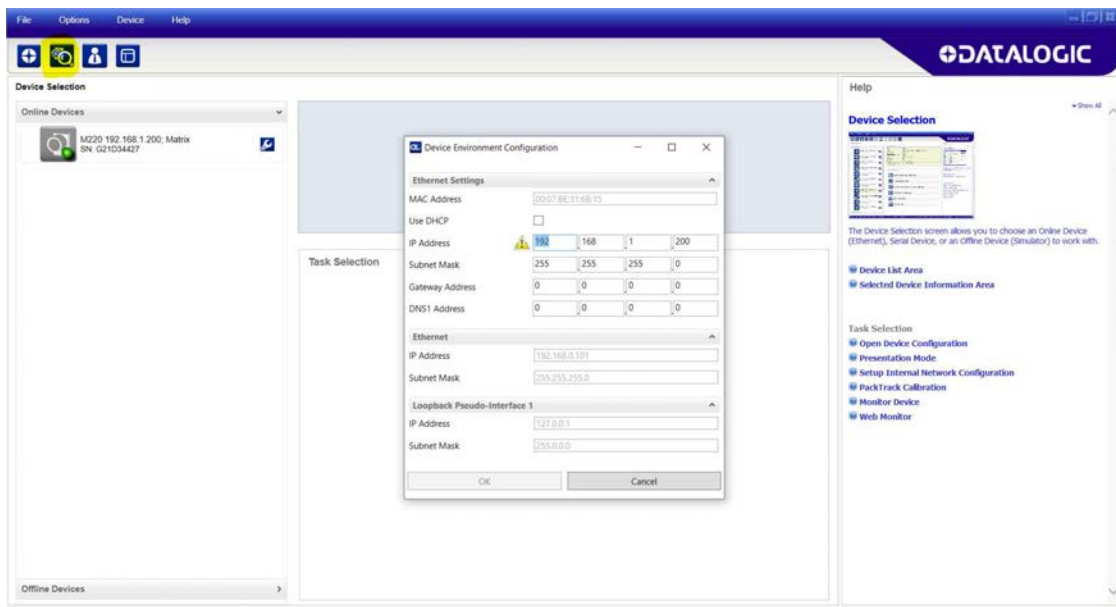 File Options Device Help
DATALOGIC
Device Selection
Online Devices
M220 192.168.1.200; Matrix
SN: G21D34427
Offline Devices
Task Selection
DL Device Environment Configuration
Ethernet Settings
MAC Address 00:07:BE:31:6B:15
Use DHCP
IP Address 192 .168 .1 .200
Subnet Mask 255 .255 .255 .0
Gateway Address 0 .0 .0 .0
DNS1 Address 0 .0 .0 .0
Ethernet
IP Address 192.168.0.101
Subnet Mask 255.255.255.0
Loopback Pseudo-Interface 1
IP Address 127.0.0.1
Subnet Mask 255.0.0.0
OK Cancel
Help
Show All
Device Selection
The Device Selection screen allows you to choose an Online Device
(Ethernet), Serial Device, or an Offline Device (Simulator) to work with.
Device List Area
Selected Device Information Area
Task Selection
Open Device Configuration
Presentation Mode
Setup Internal Network Configuration
PackTrack Calibration
Monitor Device
Web Monitor